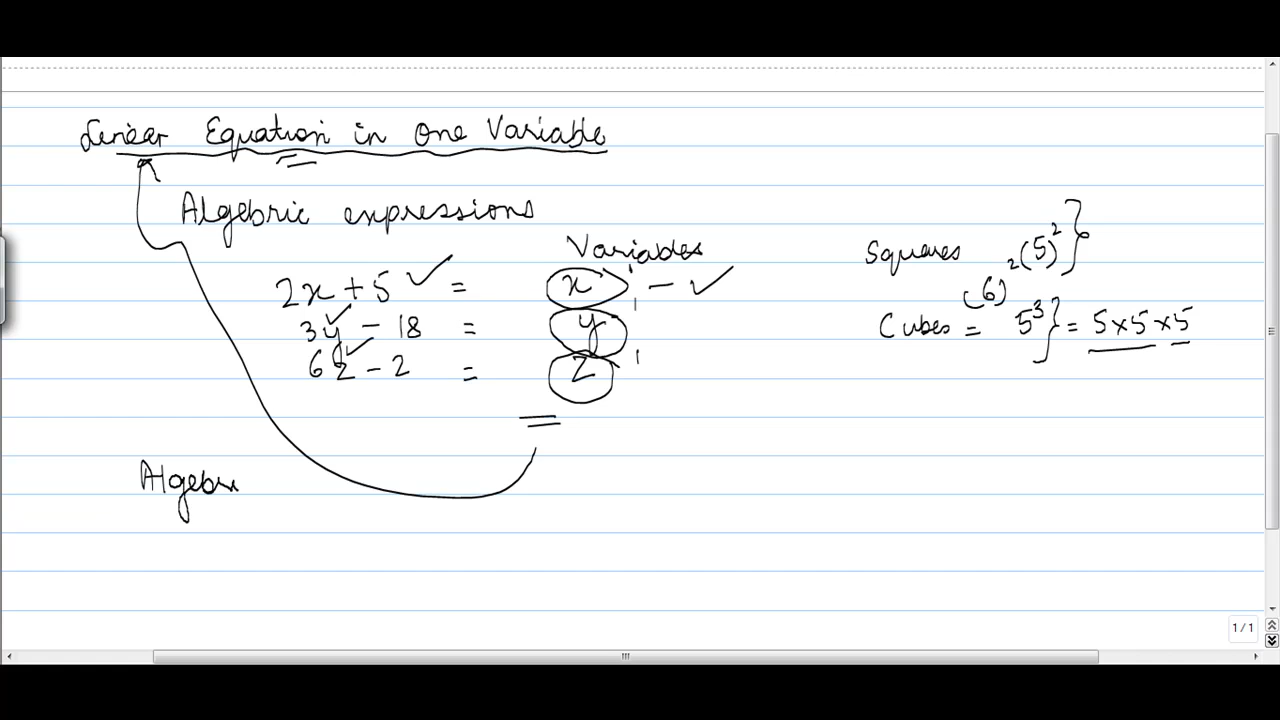 Linear Equation in One Variable
Algebric expressions
Variables
2x + 5 = x' -
3y - 18 = y'
6z - 2 = z'
Algebr
Squares (5)²
(6)²
Cubes = 5³ } = 5×5×5
1 / 1